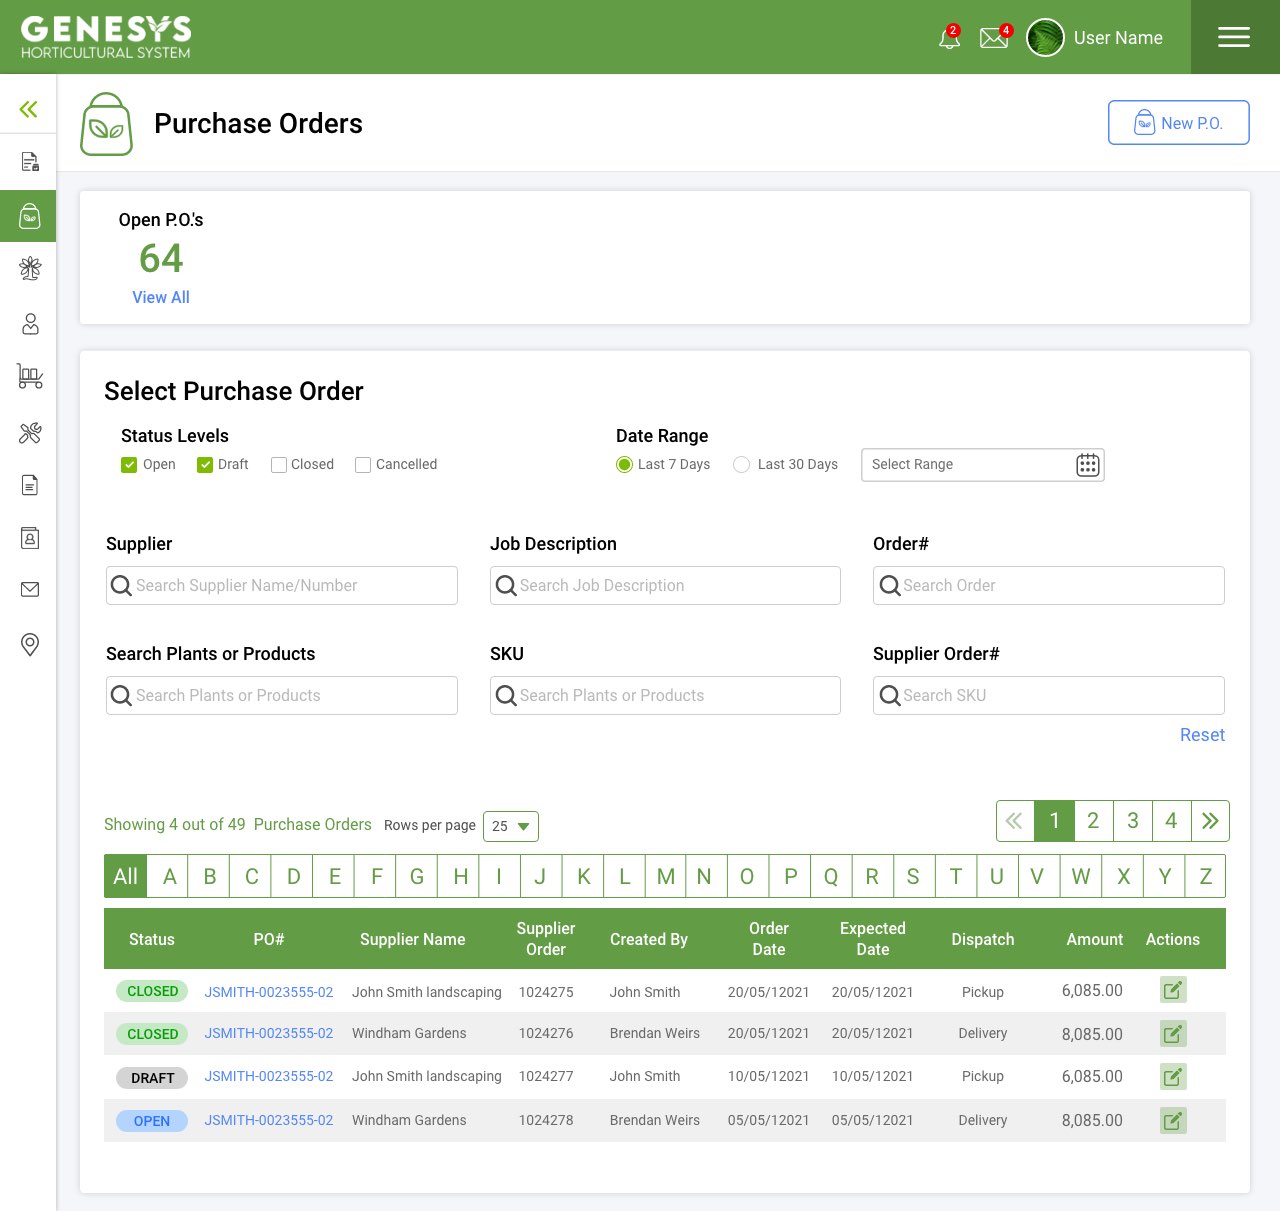 GENESYS
HORTICULTURAL SYSTEM
2
4
User Name
Purchase Orders
New P.O.
Open P.O.'s
64
View All
Select Purchase Order
Status Levels
Date Range
Open Draft Closed Cancelled
Last 7 Days Last 30 Days Select Range
Supplier Job Description Order#
Search Supplier Name/Number Search Job Description Search Order
Search Plants or Products SKU Supplier Order#
Search Plants or Products Search Plants or Products Search SKU
Reset
Showing 4 out of 49 Purchase Orders Rows per page 25
1 2 3 4
All A B C D E F G H I J K L M N O P Q R S T U V W X Y Z
Status PO# Supplier Name Supplier Order Created By Order Date Expected Date Dispatch Amount Actions
CLOSED JSMITH-0023555-02 John Smith landscaping 1024275 John Smith 20/05/12021 20/05/12021 Pickup 6,085.00
CLOSED JSMITH-0023555-02 Windham Gardens 1024276 Brendan Weirs 20/05/12021 20/05/12021 Delivery 8,085.00
DRAFT JSMITH-0023555-02 John Smith landscaping 1024277 John Smith 10/05/12021 10/05/12021 Pickup 6,085.00
OPEN JSMITH-0023555-02 Windham Gardens 1024278 Brendan Weirs 05/05/12021 05/05/12021 Delivery 8,085.00